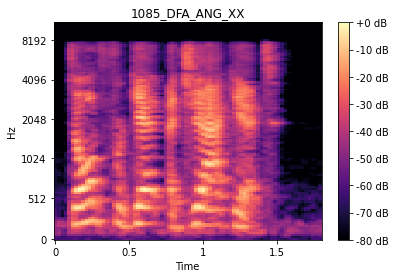 1085_DFA_ANG_XX
+0 dB
8192
-10 dB
4096
-20 dB
-30 dB
2048
Hz
-40 dB
1024
-50 dB
512
-60 dB
-70 dB
0
-80 dB
0
0.5
1
1.5
Time